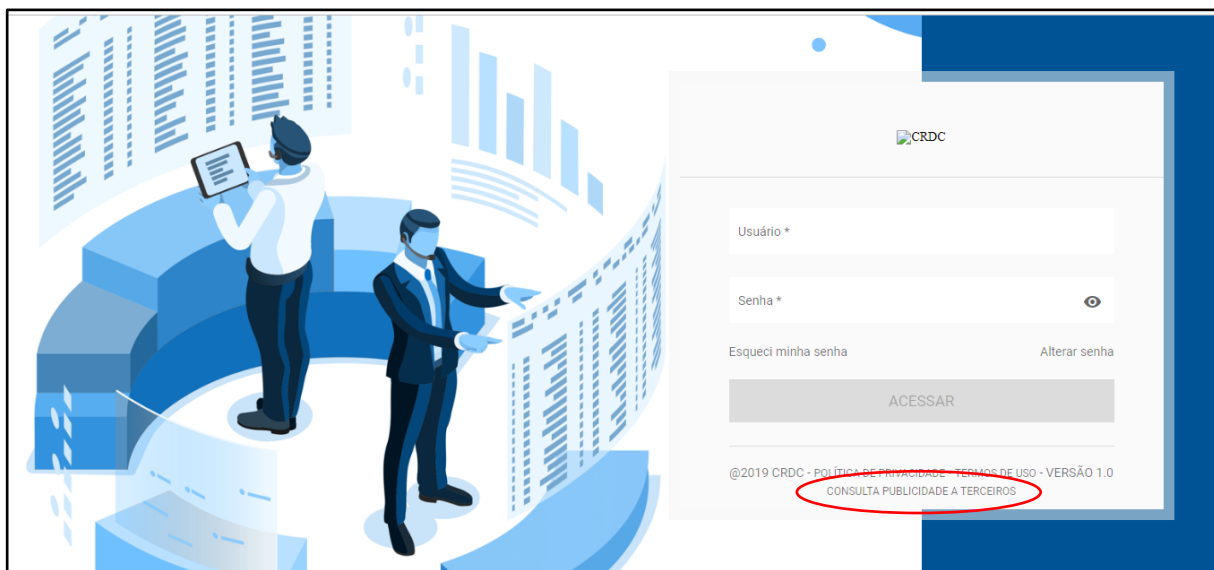 CRDC
Usuário *
Senha *
Esqueci minha senha
Alterar senha
ACESSAR
@2019 CRDC - POLÍTICA DE PRIVACIDADE - TERMOS DE USO - VERSÃO 1.0
CONSULTA PUBLICIDADE A TERCEIROS